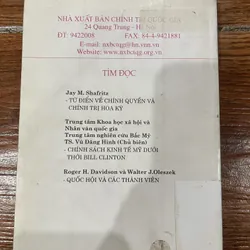 NHÀ XUẤT BẢN CHÍNH TRỊ QUỐC GIA
24 Quang Trung - Hà Nội
ĐT: 9422008 FAX: 84-4-9421881
E-mail: nxbctqg@hn.vnn.vn
Website: www.nxbctqg.org.vn
TÌM ĐỌC
Jay M. Shafritz
- TỪ ĐIỂN VỀ CHÍNH QUYỀN VÀ
CHÍNH TRỊ HOA KỲ
Trung tâm Khoa học xã hội và
Nhân văn quốc gia
Trung tâm nghiên cứu Bắc Mỹ
TS. Vũ Đăng Hinh (Chủ biên)
- CHÍNH SÁCH KINH TẾ MỸ DƯỚI
THỜI BILL CLINTON
Roger H. Davidson và Walter J.Oleszek
- QUỐC HỘI VÀ CÁC THÀNH VIÊN